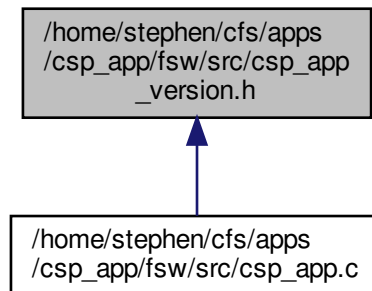 /home/stephen/cfs/apps
/csp_app/fsw/src/csp_app
_version.h
/home/stephen/cfs/apps
/csp_app/fsw/src/csp_app.c